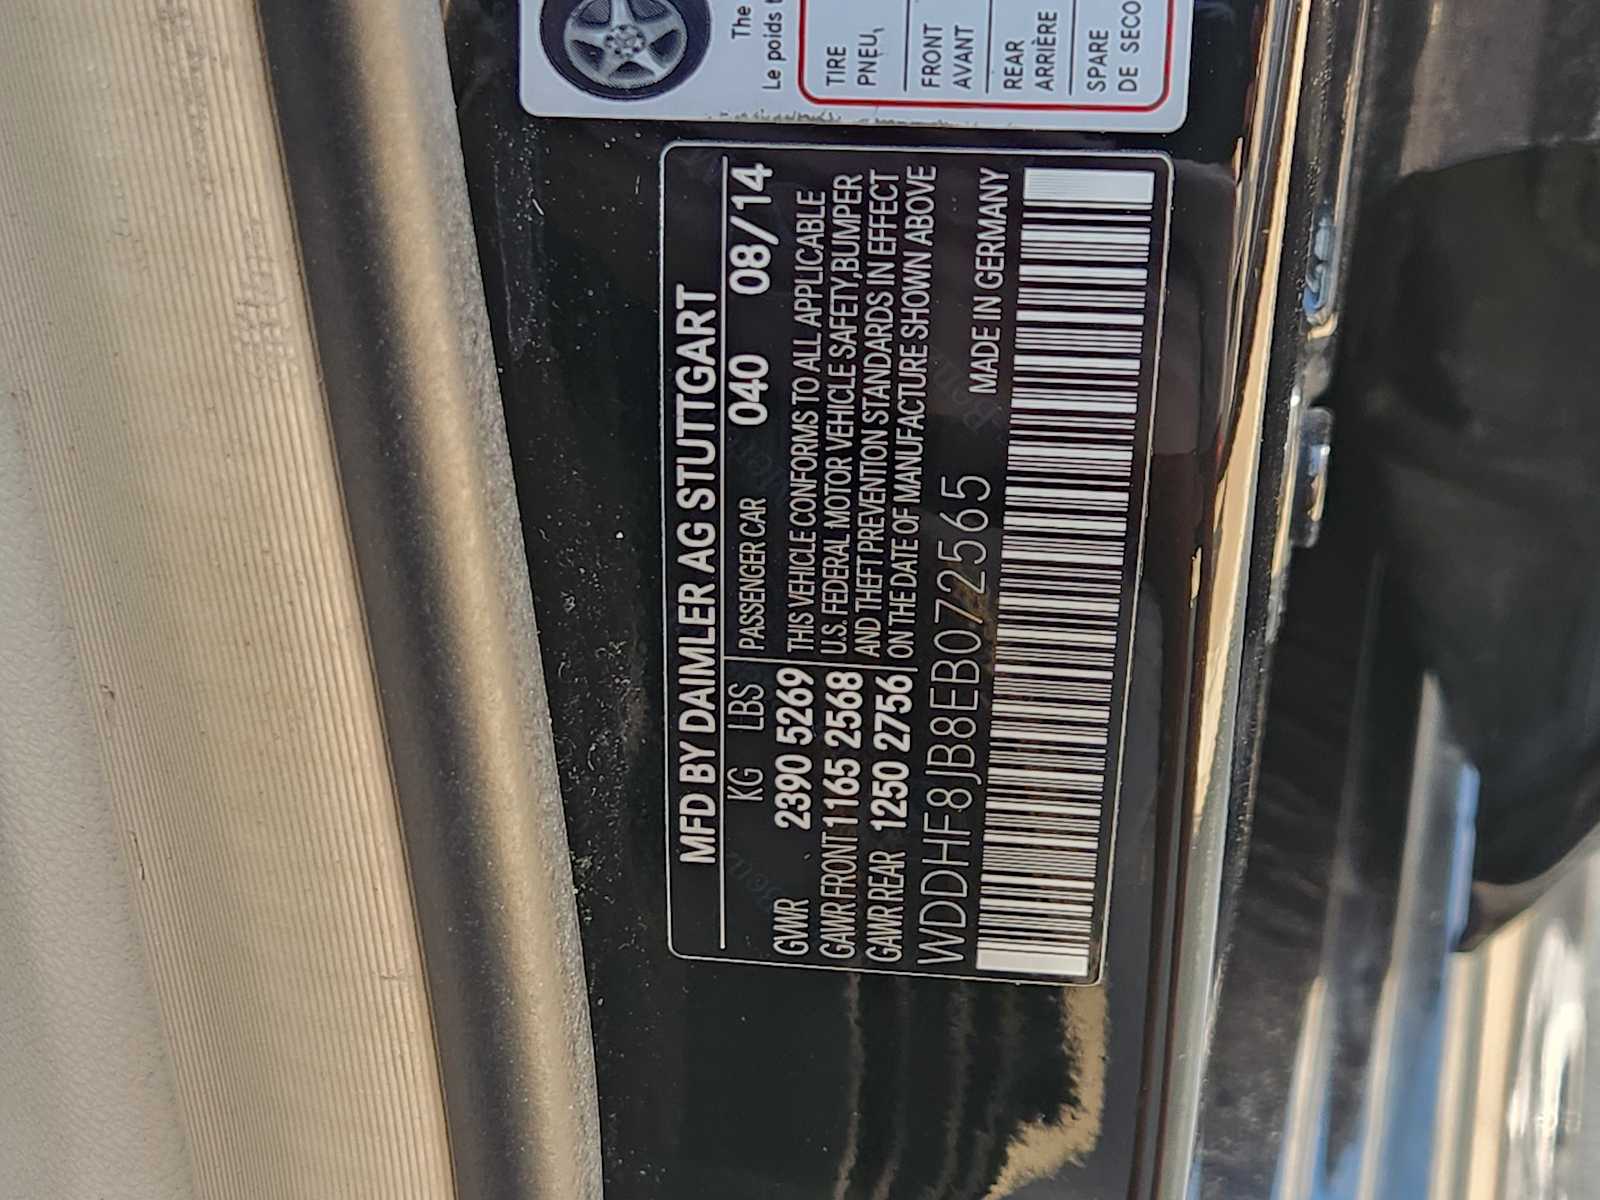 MFD BY DAIMLER AG STUTTGART
KG LBS PASSENGER CAR 040 08/14
GVWR 2390 5269 THIS VEHICLE CONFORMS TO ALL APPLICABLE
GAWR FRONT 1165 2568 U.S. FEDERAL MOTOR VEHICLE SAFETY,BUMPER
GAWR REAR 1250 2756 AND THEFT PREVENTION STANDARDS IN EFFECT
ON THE DATE OF MANUFACTURE SHOWN ABOVE
WDDHF8JB8EB072565 MADE IN GERMANY
The
Le poids
TIRE
PNEU
FRONT
AVANT
REAR
ARRIÈRE
SPARE
DE SECO